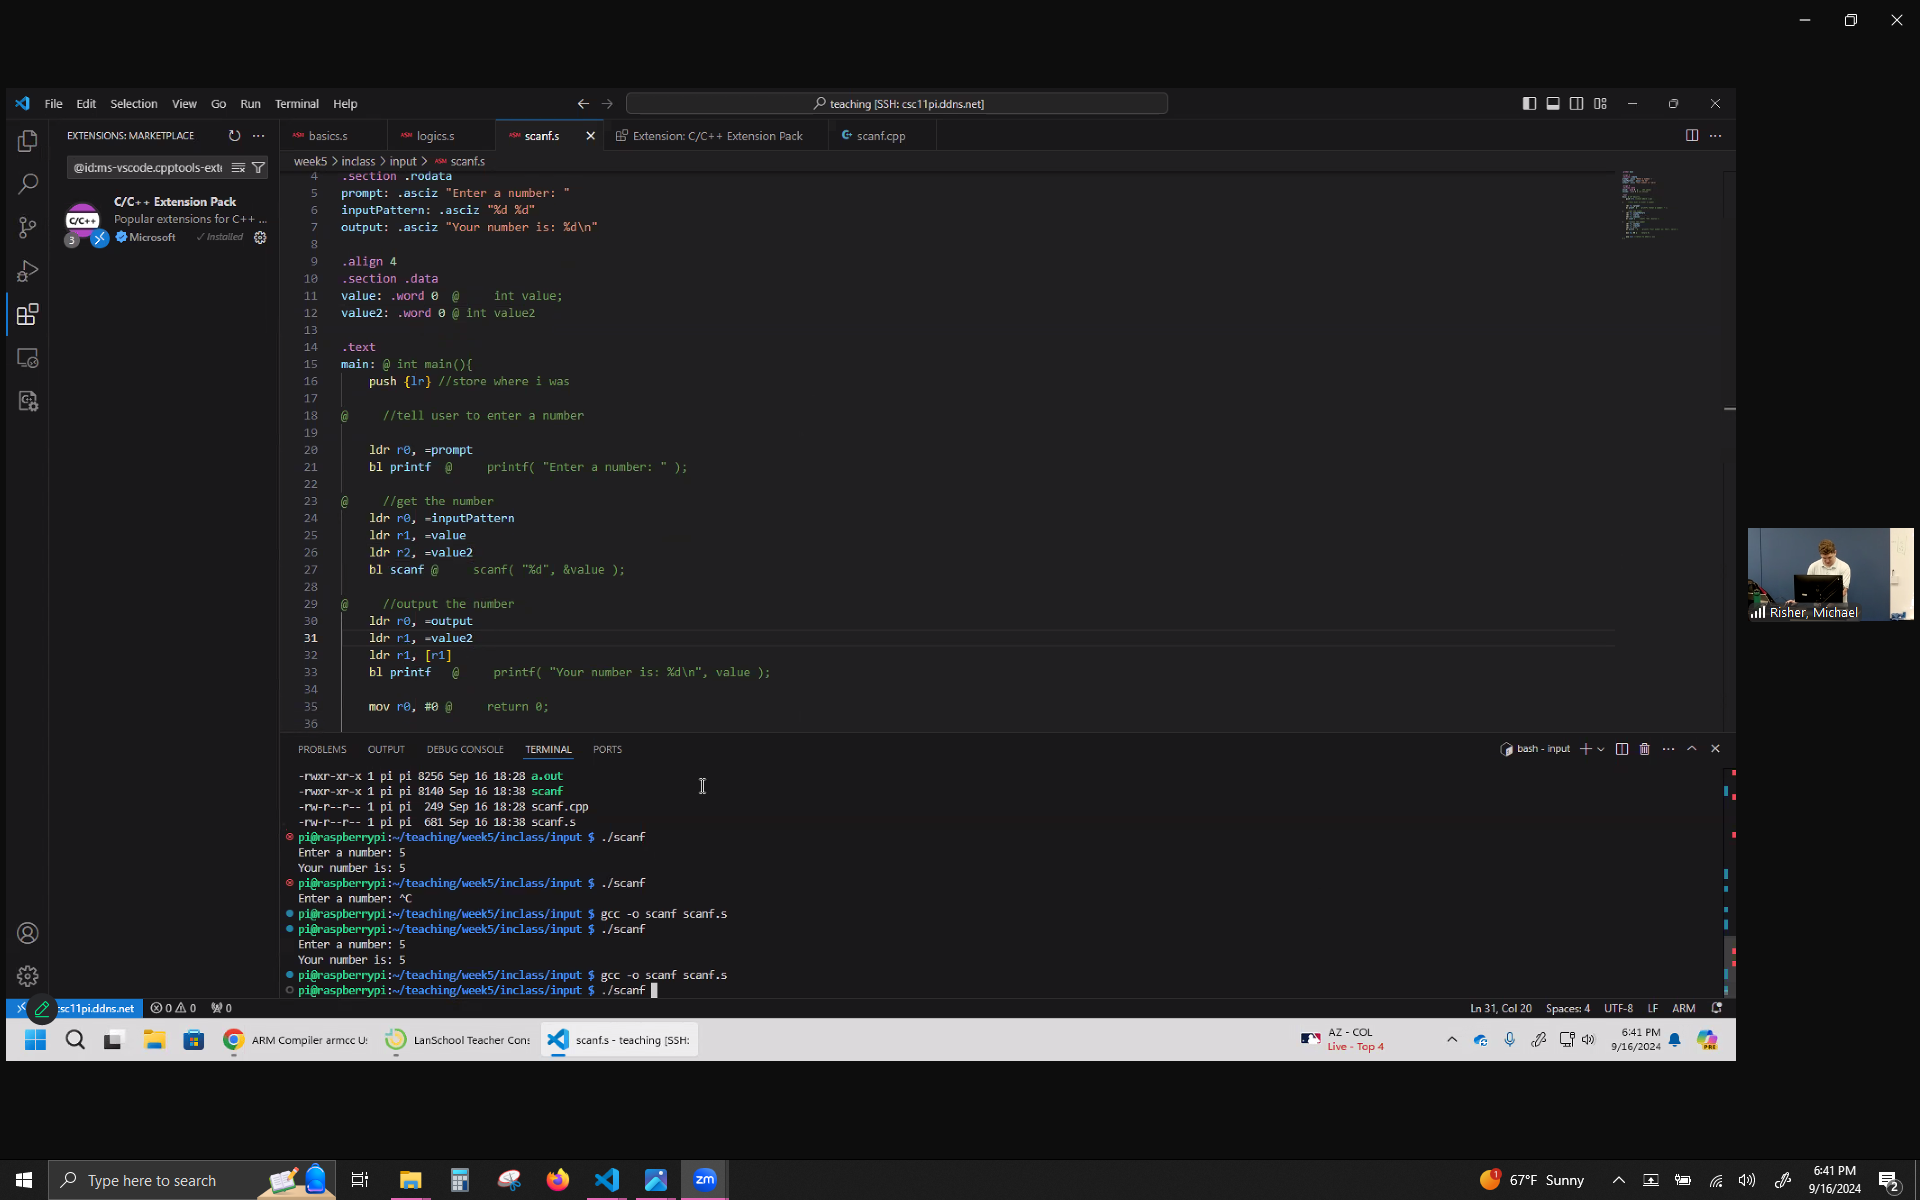 File Edit Selection View Go Run Terminal Help
teaching [SSH: csc11pi.ddns.net]
EXTENSIONS: MARKETPLACE
basics.s
logics.s
scanf.s
Extension: C/C++ Extension Pack
scanf.cpp
@id:ms-vscode.cpptools-exte
week5 > inclass > input > scanf.s
C/C++ Extension Pack
Popular extensions for C++ ...
Microsoft
Installed
C/C++
3
4 .section .rodata
5 prompt: .asciz "Enter a number: "
6 inputPattern: .asciz "%d %d"
7 output: .asciz "Your number is: %d\n"
8
9 .align 4
10 .section .data
11 value: .word 0 @ int value;
12 value2: .word 0 @ int value2
13
14 .text
15 main: @ int main(){
16 push {lr} //store where i was
17
18 @ //tell user to enter a number
19
20 ldr r0, =prompt
21 bl printf @ printf( "Enter a number: " );
22
23 @ //get the number
24 ldr r0, =inputPattern
25 ldr r1, =value
26 ldr r2, =value2
27 bl scanf @ scanf( "%d", &value );
28
29 @ //output the number
30 ldr r0, =output
31 ldr r1, =value2
32 ldr r1, [r1]
33 bl printf @ printf( "Your number is: %d\n", value );
34
35 mov r0, #0 @ return 0;
36
PROBLEMS OUTPUT DEBUG CONSOLE TERMINAL PORTS
bash - input
-rwxr-xr-x 1 pi pi 8256 Sep 16 18:28 a.out
-rwxr-xr-x 1 pi pi 8140 Sep 16 18:38 scanf
-rw-r--r-- 1 pi pi 249 Sep 16 18:28 scanf.cpp
-rw-r--r-- 1 pi pi 681 Sep 16 18:38 scanf.s
pi@raspberrypi:~/teaching/week5/inclass/input $ ./scanf
Enter a number: 5
Your number is: 5
pi@raspberrypi:~/teaching/week5/inclass/input $ ./scanf
Enter a number: ^C
pi@raspberrypi:~/teaching/week5/inclass/input $ gcc -o scanf scanf.s
pi@raspberrypi:~/teaching/week5/inclass/input $ ./scanf
Enter a number: 5
Your number is: 5
pi@raspberrypi:~/teaching/week5/inclass/input $ gcc -o scanf scanf.s
pi@raspberrypi:~/teaching/week5/inclass/input $ ./scanf
csc11pi.ddns.net
0 0 0
Ln 31, Col 20 Spaces: 4 UTF-8 LF ARM
Risher, Michael
ARM Compiler armcc Us
LanSchool Teacher Cons
scanf.s - teaching [SSH:
AZ - COL
Live - Top 4
6:41 PM
9/16/2024
PRE
Type here to search
zm
1
67°F Sunny
6:41 PM
9/16/2024
2